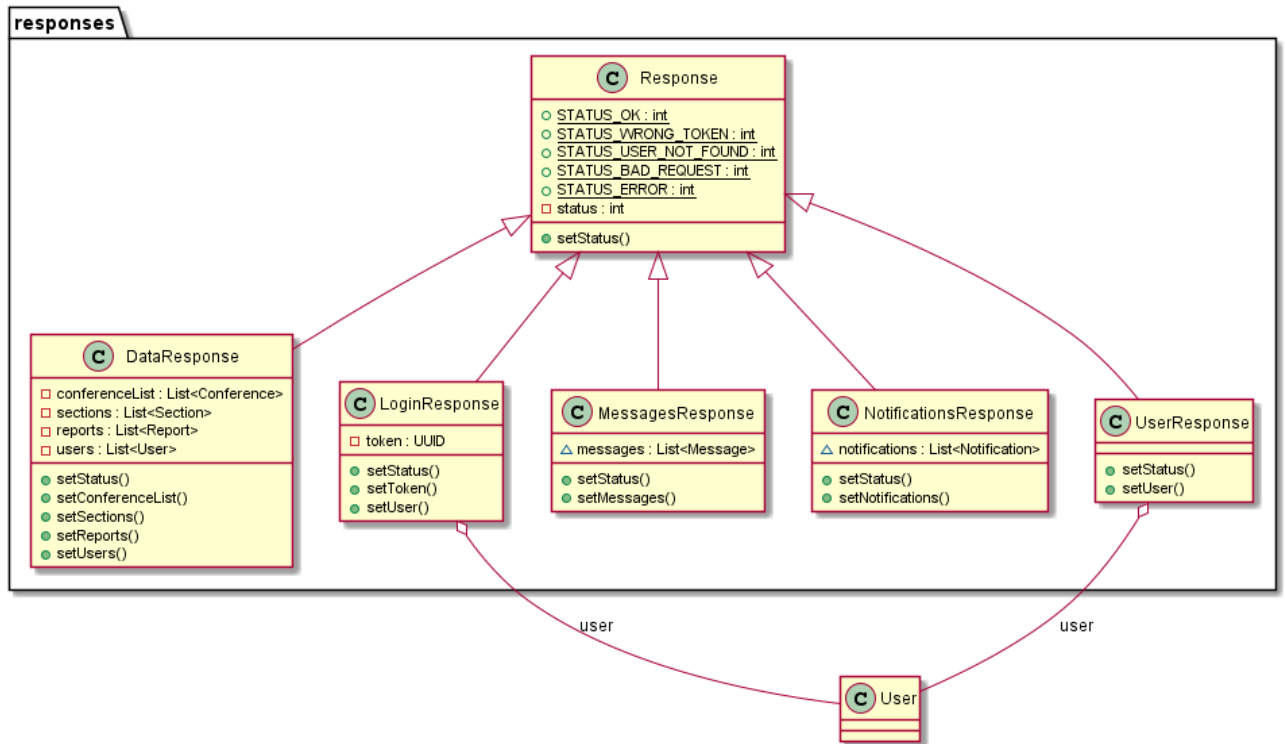 responses
C Response
STATUS_OK : int
STATUS_WRONG_TOKEN : int
STATUS_USER_NOT_FOUND : int
STATUS_BAD_REQUEST : int
STATUS_ERROR : int
status : int
setStatus()
C DataResponse
conferenceList : List<Conference>
sections : List<Section>
reports : List<Report>
users : List<User>
setStatus()
setConferenceList()
setSections()
setReports()
setUsers()
C LoginResponse
token : UUID
setStatus()
setToken()
setUser()
C MessagesResponse
messages : List<Message>
setStatus()
setMessages()
C NotificationsResponse
notifications : List<Notification>
setStatus()
setNotifications()
C UserResponse
setStatus()
setUser()
user
user
C User